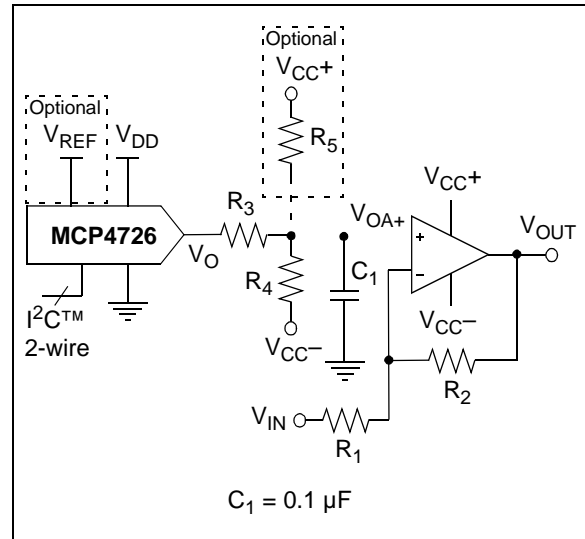 Optional
VCC+
R5
Optional
VREF
VDD
MCP4726
VO
R3
R4
VCC–
I2C™
2-wire
C1
VOA+
VCC+
+
–
VCC–
VOUT
R2
VIN
R1
C1 = 0.1 µF